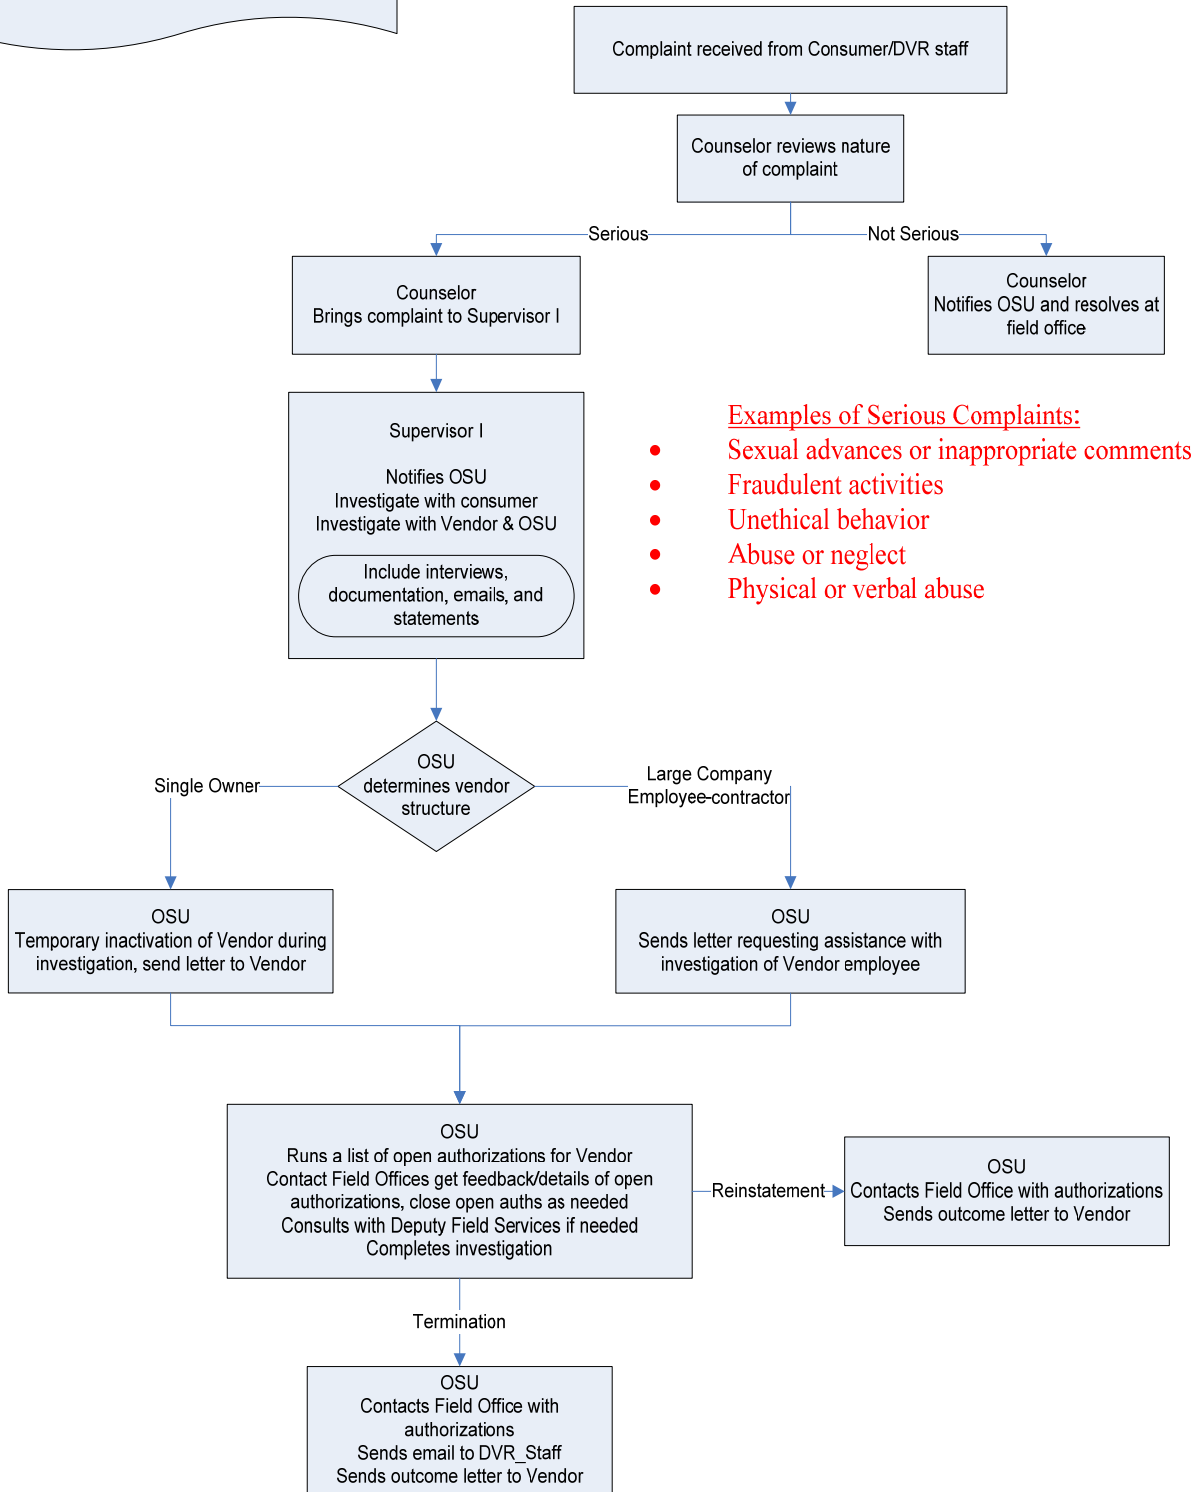 Complaint received from Consumer/DVR staff
Counselor reviews nature
of complaint
Serious
Not Serious
Counselor
Brings complaint to Supervisor I
Counselor
Notifies OSU and resolves at
field office
Supervisor I
Notifies OSU
Investigate with consumer
Investigate with Vendor & OSU
Include interviews,
documentation, emails, and
statements
Examples of Serious Complaints:
• Sexual advances or inappropriate comments
• Fraudulent activities
• Unethical behavior
• Abuse or neglect
• Physical or verbal abuse
OSU
determines vendor
structure
Single Owner
Large Company
Employee-contractor
OSU
Temporary inactivation of Vendor during
investigation, send letter to Vendor
OSU
Sends letter requesting assistance with
investigation of Vendor employee
OSU
Runs a list of open authorizations for Vendor
Contact Field Offices get feedback/details of open
authorizations, close open auths as needed
Consults with Deputy Field Services if needed
Completes investigation
Reinstatement
OSU
Contacts Field Office with authorizations
Sends outcome letter to Vendor
Termination
OSU
Contacts Field Office with
authorizations
Sends email to DVR_Staff
Sends outcome letter to Vendor